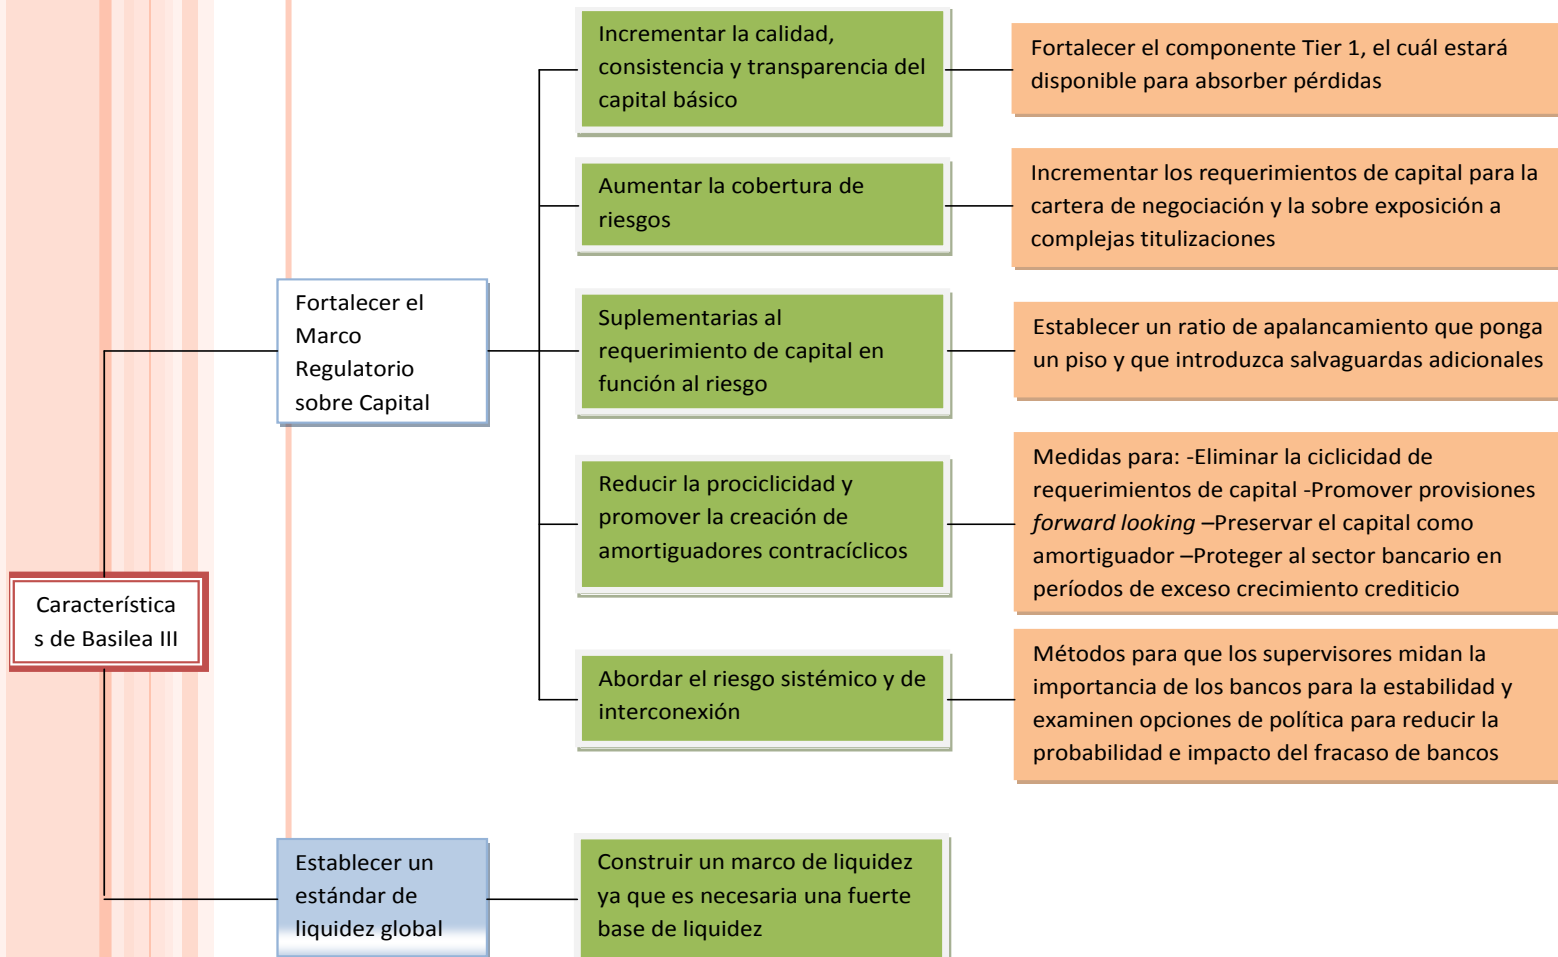 Característica
s de Basilea III
Fortalecer el
Marco
Regulatorio
sobre Capital
Incrementar la calidad,
consistencia y transparencia del
capital básico
Fortalecer el componente Tier 1, el cuál estará
disponible para absorber pérdidas
Aumentar la cobertura de
riesgos
Incrementar los requerimientos de capital para la
cartera de negociación y la sobre exposición a
complejas titulizaciones
Suplementarias al
requerimiento de capital en
función al riesgo
Establecer un ratio de apalancamiento que ponga
un piso y que introduzca salvaguardas adicionales
Reducir la prociclicidad y
promover la creación de
amortiguadores contracíclicos
Medidas para: -Eliminar la ciclicidad de
requerimientos de capital -Promover provisiones
forward looking –Preservar el capital como
amortiguador –Proteger al sector bancario en
períodos de exceso crecimiento crediticio
Abordar el riesgo sistémico y de
interconexión
Métodos para que los supervisores midan la
importancia de los bancos para la estabilidad y
examinen opciones de política para reducir la
probabilidad e impacto del fracaso de bancos
Establecer un
estándar de
liquidez global
Construir un marco de liquidez
ya que es necesaria una fuerte
base de liquidez